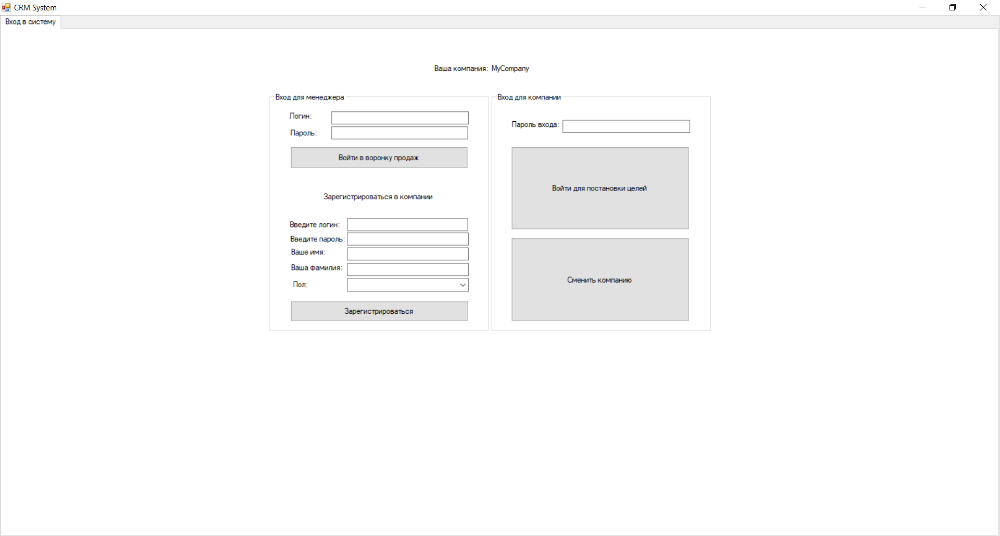 CRM System
Вход в систему
Ваша компания: MyCompany
Вход для менеджера
Логин:
Пароль:
Войти в воронку продаж
Зарегистрироваться в компании
Введите логин:
Введите пароль:
Ваше имя:
Ваша фамилия:
Пол:
Зарегистрироваться
Вход для компании
Пароль входа:
Войти для постановки целей
Сменить компанию